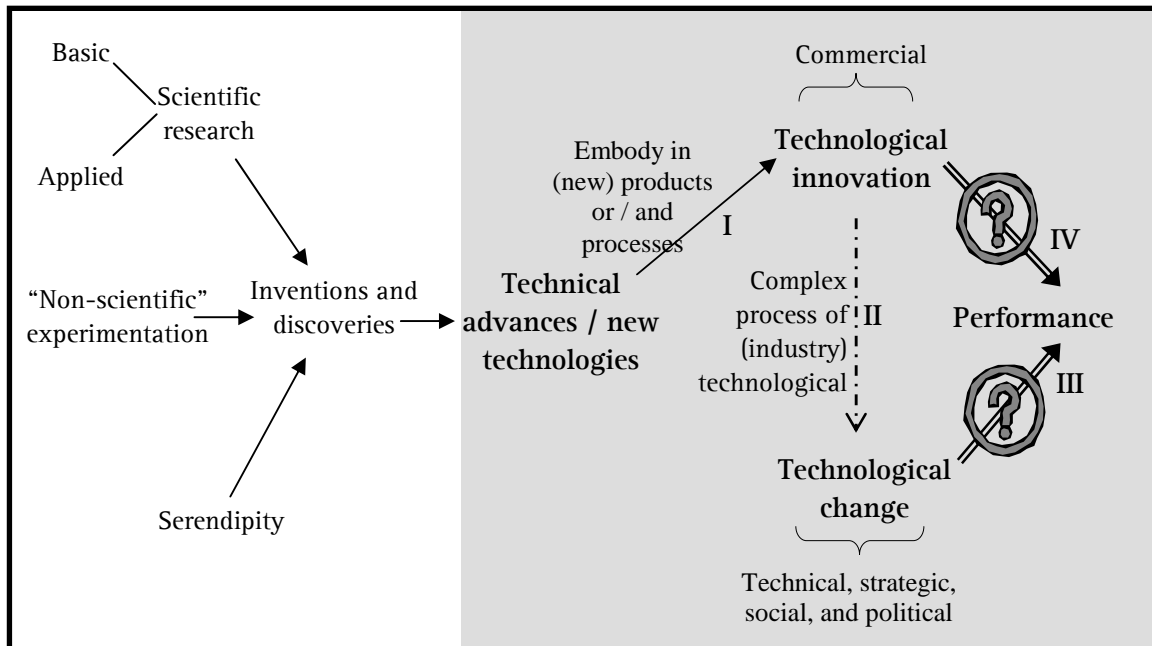 Basic
Scientific
research
Applied
“Non-scientific”
experimentation
Inventions and
discoveries
Serendipity
Technical
advances / new
technologies
Embody in
(new) products
or / and
processes
I
Commercial
Technological
innovation
Complex
process of
(industry)
technological
II
Technological
change
Technical, strategic,
social, and political
?
IV
Performance
?
III